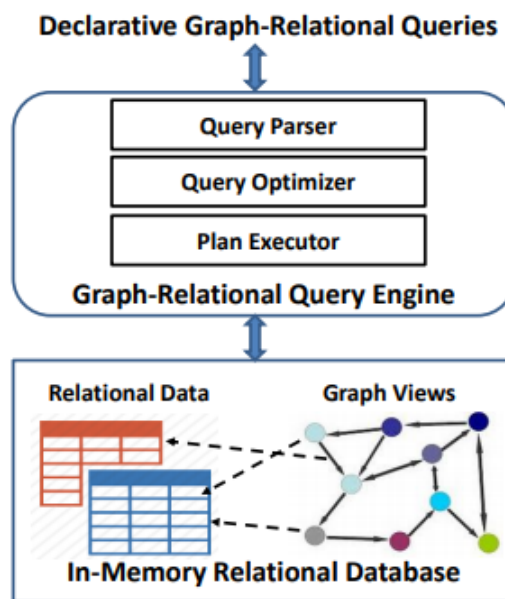 Declarative Graph-Relational Queries
Query Parser
Query Optimizer
Plan Executor
Graph-Relational Query Engine
Relational Data
Graph Views
In-Memory Relational Database